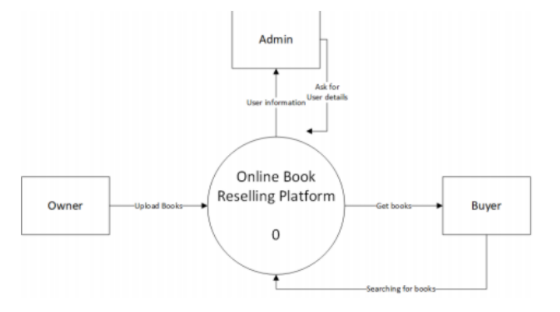 Admin
Ask for
User details
User information
Online Book
Reselling Platform
0
Owner
Upload Books
Get books
Buyer
Searching for books